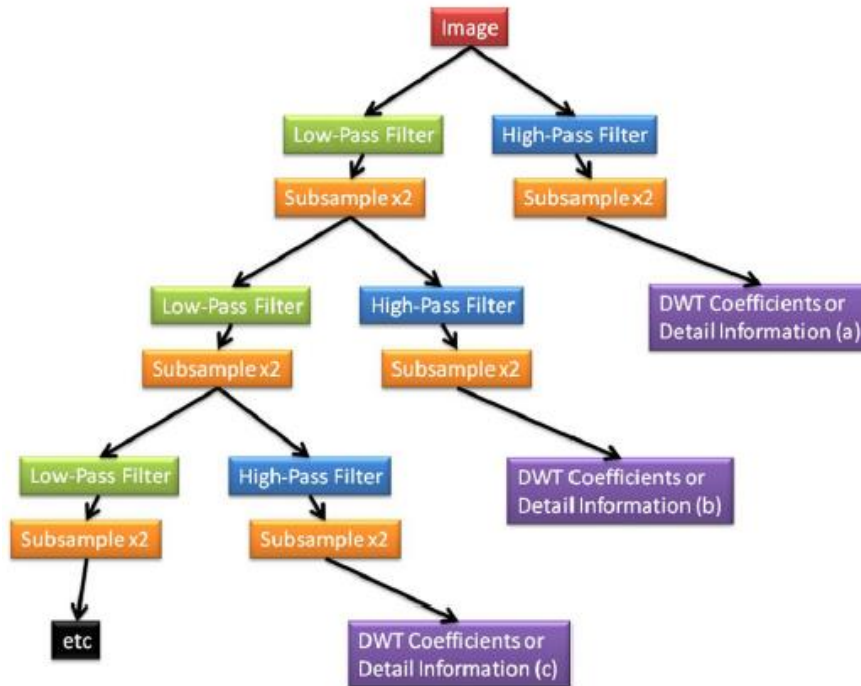 Image
Low-Pass Filter
High-Pass Filter
Subsample x2
Subsample x2
Low-Pass Filter
High-Pass Filter
DWT Coefficients or
Detail Information (a)
Subsample x2
Subsample x2
Low-Pass Filter
High-Pass Filter
DWT Coefficients or
Detail Information (b)
Subsample x2
Subsample x2
etc
DWT Coefficients or
Detail Information (c)